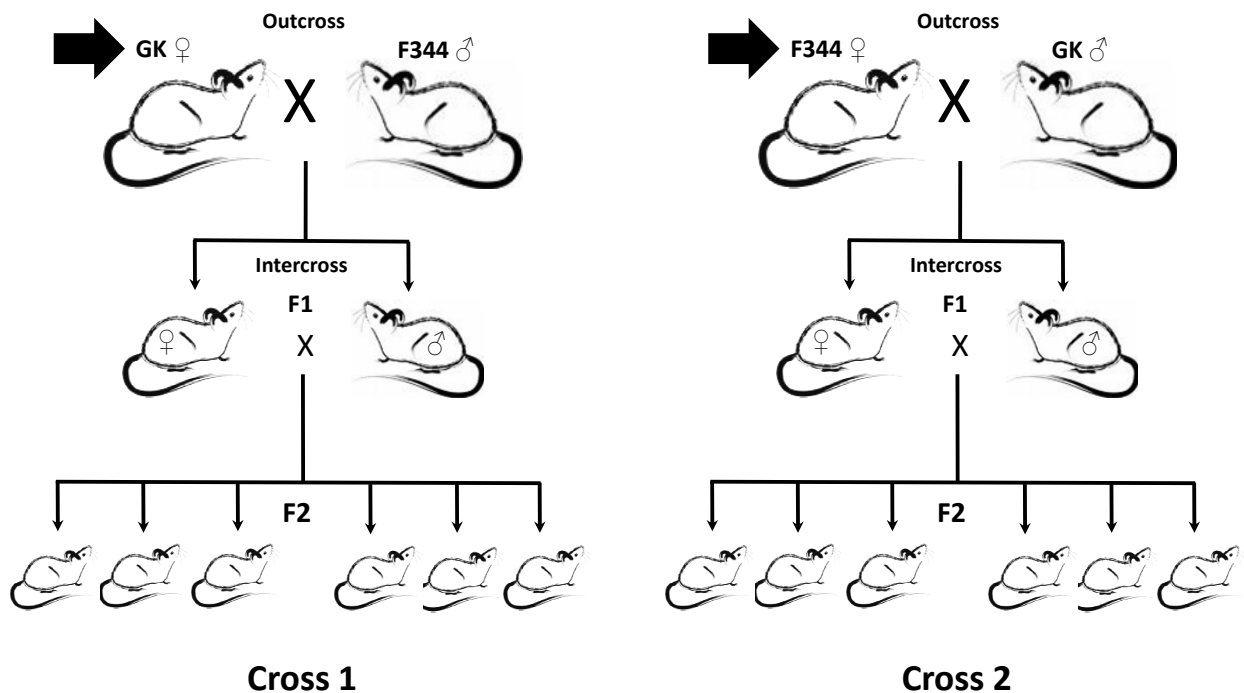 Outcross
GK ♀ F344 ♂
X
Intercross
F1
♀ X ♂
F2
Cross 1
Outcross
F344 ♀ GK ♂
X
Intercross
F1
♀ X ♂
F2
Cross 2